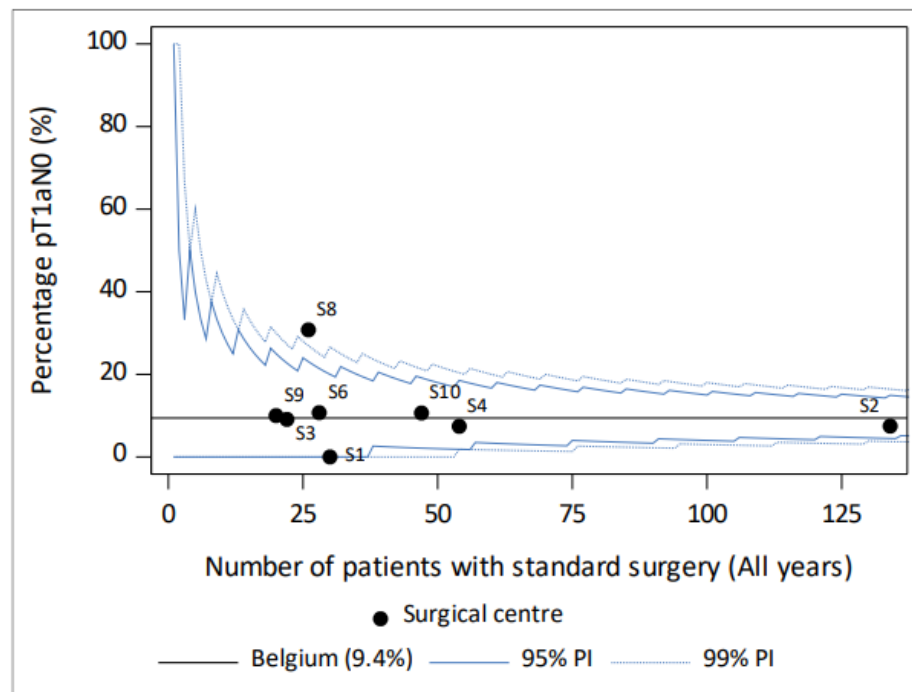 Percentage pT1aN0 (%)
100
80
60
40
20
0
S8
S9
S6
S10
S4
S3
S2
S1
0 25 50 75 100 125
Number of patients with standard surgery (All years)
Surgical centre
Belgium (9.4%) 95% PI 99% PI